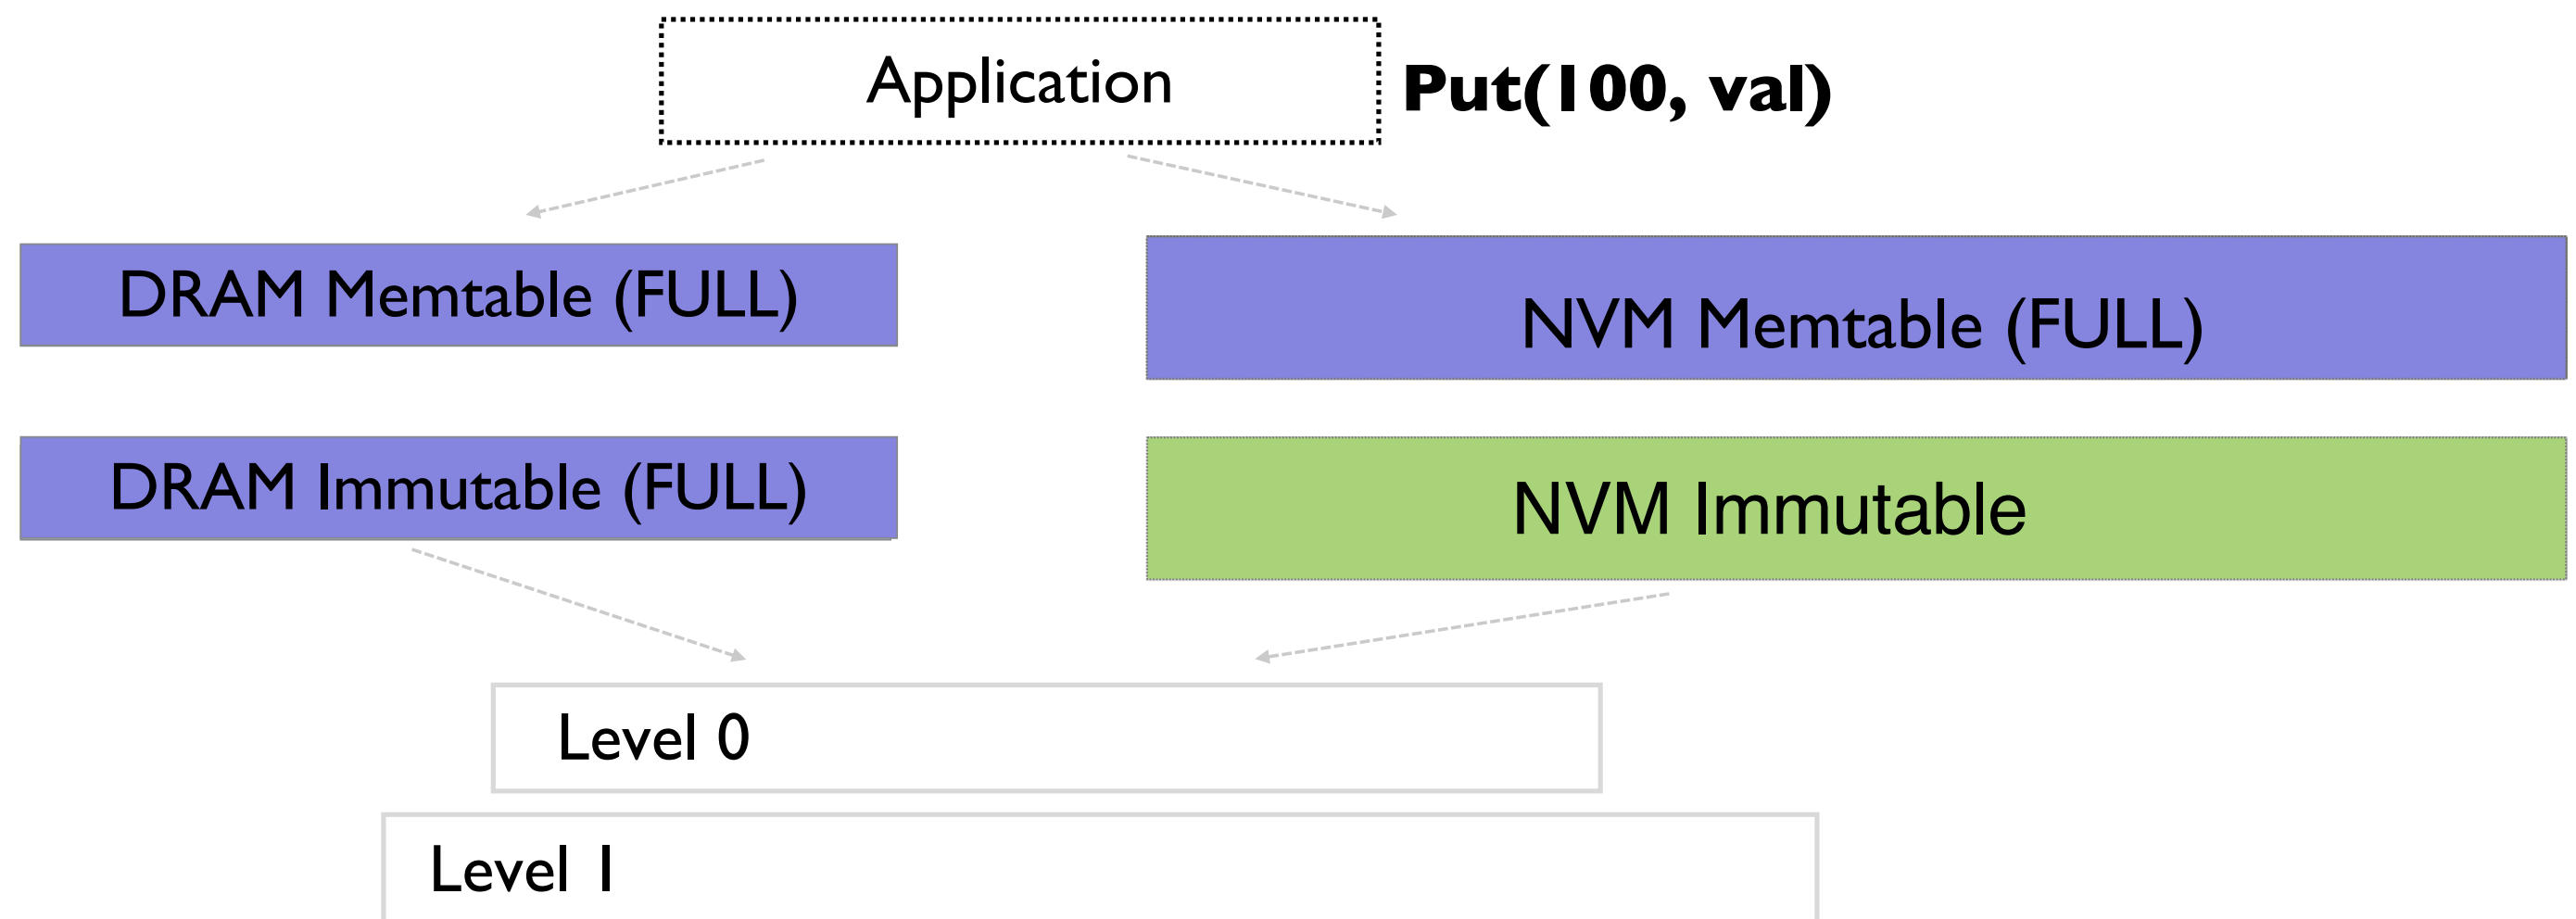 Application
Put(100, val)
DRAM Memtable (FULL)
NVM Memtable (FULL)
DRAM Immutable (FULL)
NVM Immutable
Level 0
Level 1